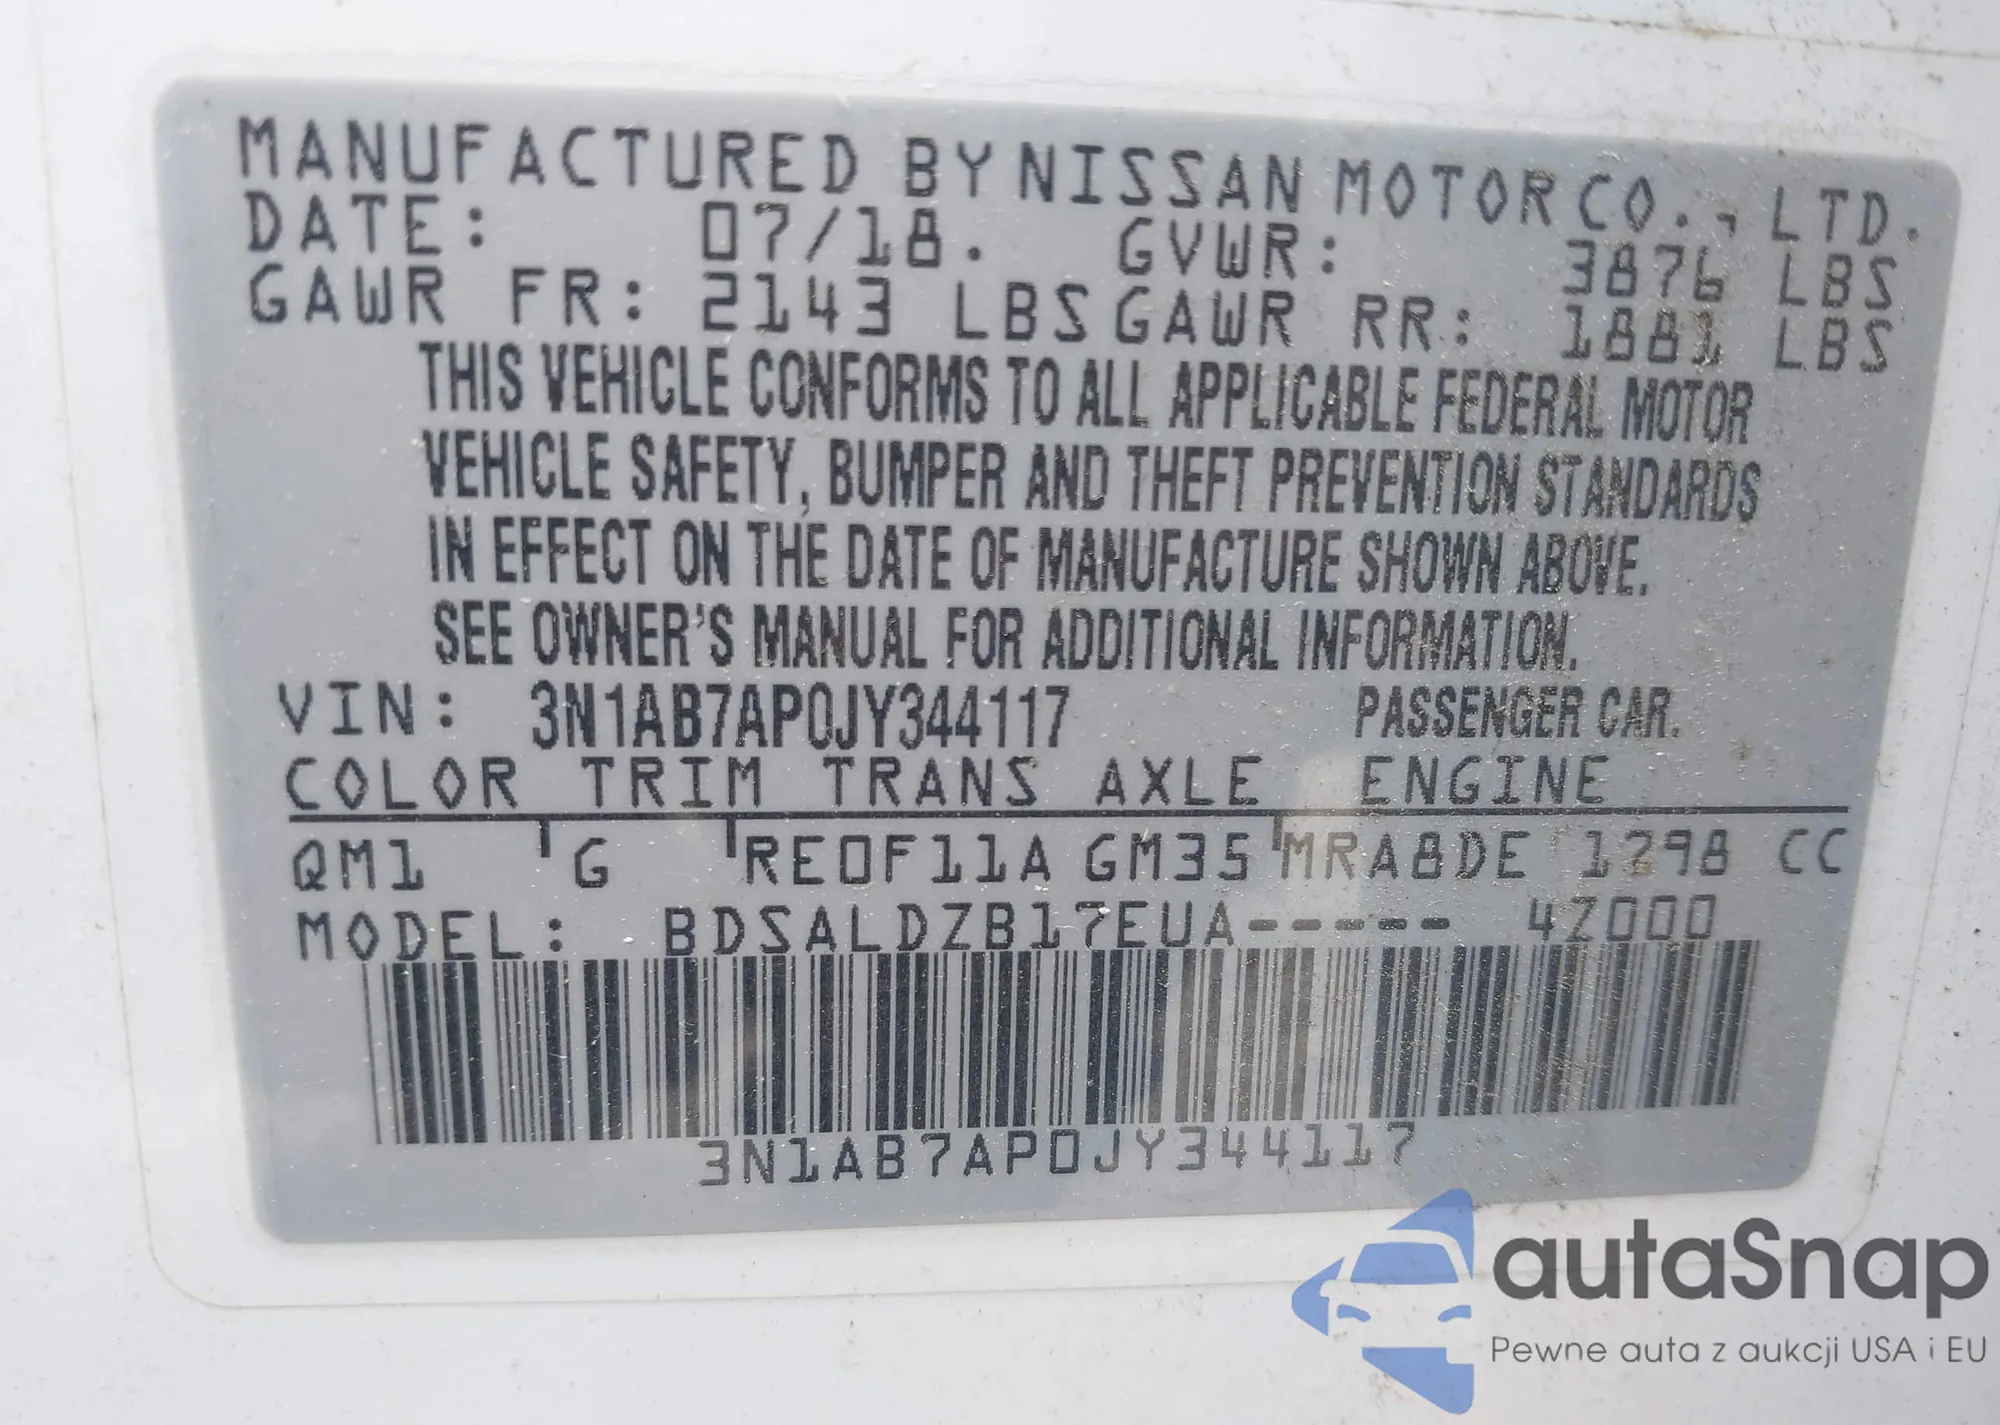 MANUFACTURED BY NISSAN MOTOR CO., LTD.
DATE: 07/18. GVWR: 3876 LBS
GAWR FR: 2143 LBS GAWR RR: 1881 LBS
THIS VEHICLE CONFORMS TO ALL APPLICABLE FEDERAL MOTOR
VEHICLE SAFETY, BUMPER AND THEFT PREVENTION STANDARDS
IN EFFECT ON THE DATE OF MANUFACTURE SHOWN ABOVE.
SEE OWNER'S MANUAL FOR ADDITIONAL INFORMATION.
VIN: 3N1AB7AP0JY344117 PASSENGER CAR.
COLOR TRIM TRANS AXLE ENGINE
QM1 G RE0F11A GM35 MRA8DE 1798 CC
MODEL: BDSALDZB17EUA----- 4Z000
3N1AB7AP0JY344117
autaSnap
Pewne auta z aukcji USA i EU